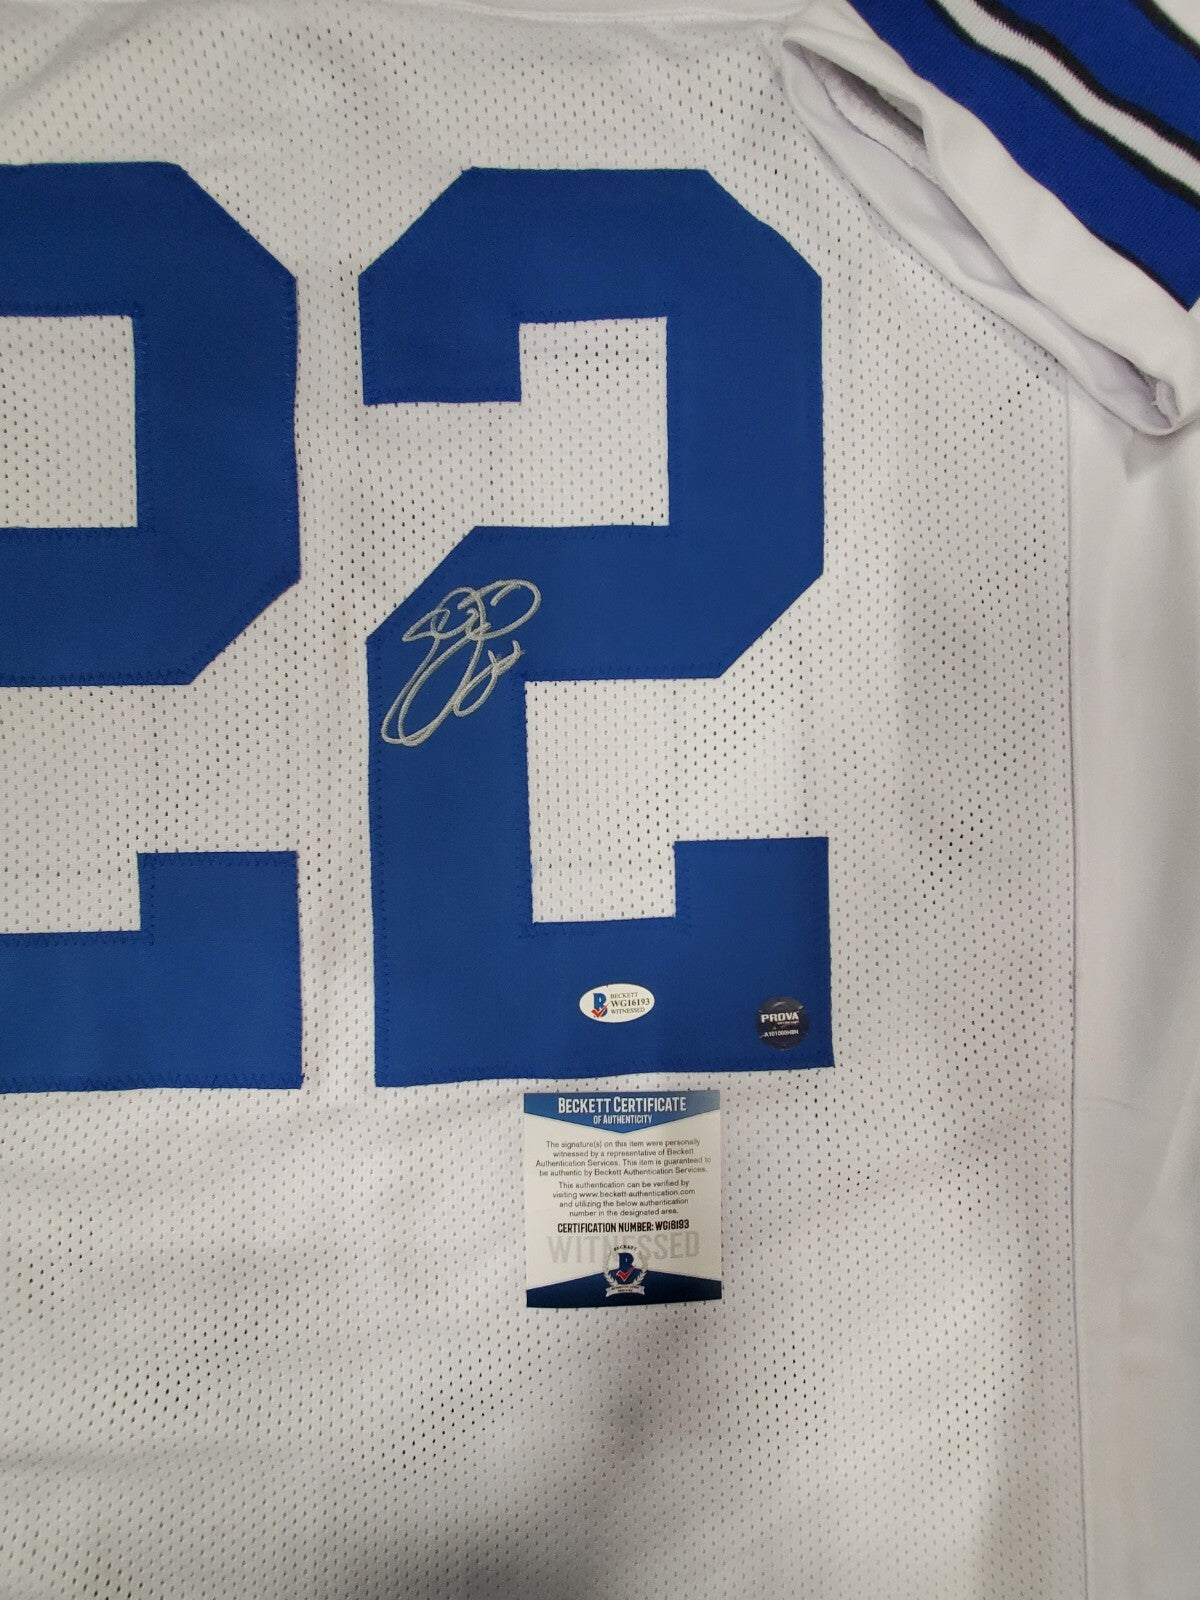 22
BECKETT
WG16193
WITNESSED
PROVA
BECKETT CERTIFICATE
OF AUTHENTICITY
The signature(s) on this item were personally
witnessed by a representative of Beckett
Authentication Services. This item is guaranteed to
be authentic by Beckett Authentication Services.
This authentication can be verified by
visiting www.beckett-authentication.com
and utilizing the below authentication
number in the designated area.
CERTIFICATION NUMBER: WG16193
WITNESSED
BECKETT
B